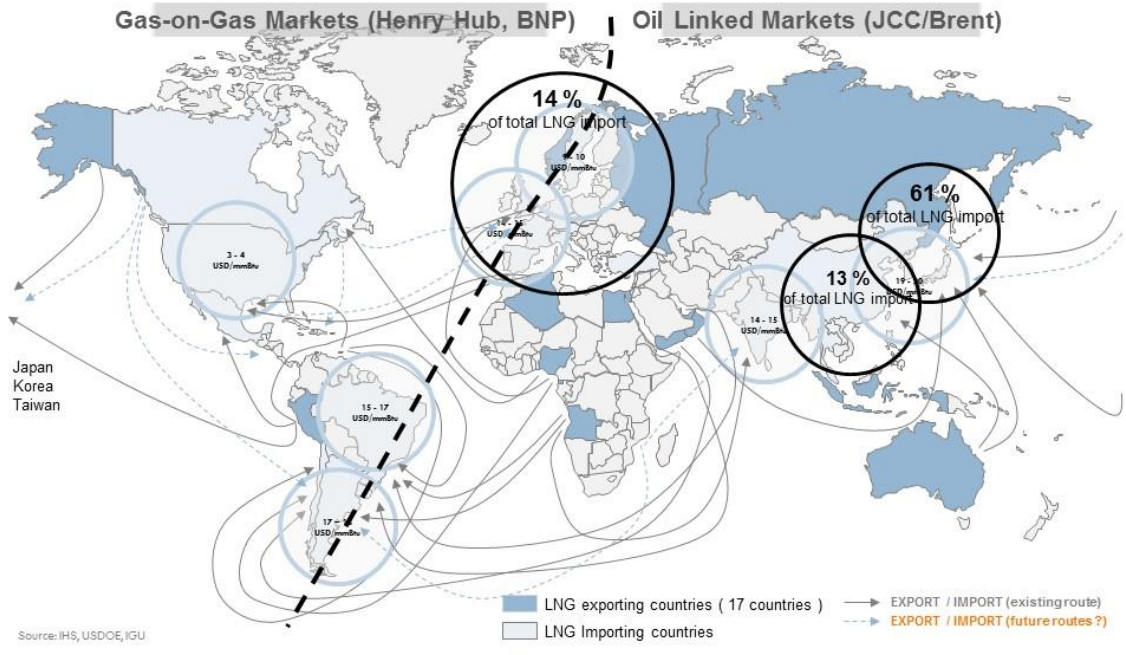 Gas-on-Gas Markets (Henry Hub, BNP)
Oil Linked Markets (JCC/Brent)
14 %
of total LNG import
- 10
USD/mmBtu
61 %
of total LNG import
3 - 4
USD/mmBtu
13 %
of total LNG import
14 - 15
USD/mmBtu
Japan
Korea
Taiwan
15 - 17
USD/mmBtu
17 -
USD/mmBtu
LNG exporting countries ( 17 countries )
LNG Importing countries
EXPORT / IMPORT (existing route)
EXPORT / IMPORT (future routes ?)
Source: IHS, USDOE, IGU